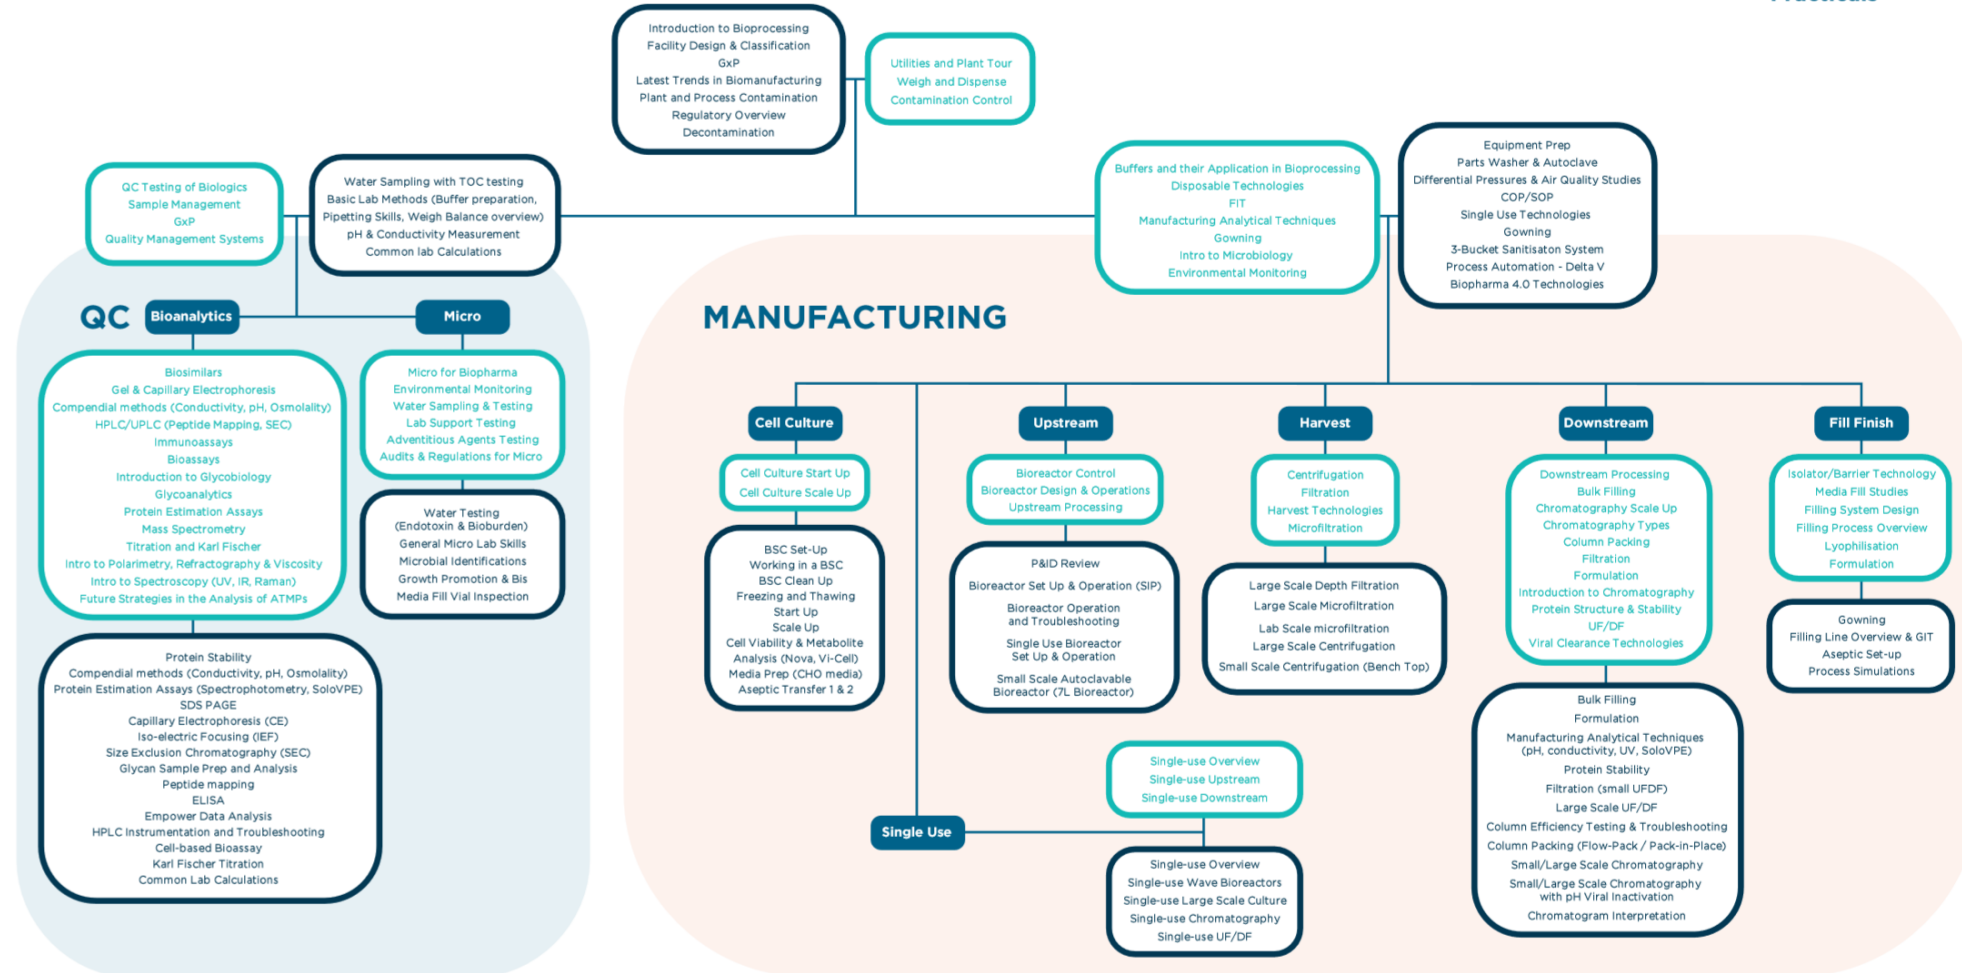 Introduction to Bioprocessing
Facility Design & Classification
GxP
Latest Trends in Biomanufacturing
Plant and Process Contamination
Regulatory Overview
Decontamination
Utilities and Plant Tour
Weigh and Dispense
Contamination Control
QC Testing of Biologics
Sample Management
GxP
Quality Management Systems
Water Sampling with TOC testing
Basic Lab Methods (Buffer preparation,
Pipetting Skills, Weigh Balance overview)
pH & Conductivity Measurement
Common lab Calculations
Buffers and their Application in Bioprocessing
Disposable Technologies
FIT
Manufacturing Analytical Techniques
Gowning
Intro to Microbiology
Environmental Monitoring
Equipment Prep
Parts Washer & Autoclave
Differential Pressures & Air Quality Studies
COP/SOP
Single Use Technologies
Gowning
3-Bucket Sanitisaton System
Process Automation - Delta V
Biopharma 4.0 Technologies
QC
Bioanalytics
Micro
Biosimilars
Gel & Capillary Electrophoresis
Compendial methods (Conductivity, pH, Osmolality)
HPLC/UPLC (Peptide Mapping, SEC)
Immunoassays
Bioassays
Introduction to Glycobiology
Glycoanalytics
Protein Estimation Assays
Mass Spectrometry
Titration and Karl Fischer
Intro to Polarimetry, Refractography & Viscosity
Intro to Spectroscopy (UV, IR, Raman)
Future Strategies in the Analysis of ATMPs
Protein Stability
Compendial methods (Conductivity, pH, Osmolality)
Protein Estimation Assays (Spectrophotometry, SoloVPE)
SDS PAGE
Capillary Electrophoresis (CE)
Iso-electric Focusing (IEF)
Size Exclusion Chromatography (SEC)
Glycan Sample Prep and Analysis
Peptide mapping
ELISA
Empower Data Analysis
HPLC Instrumentation and Troubleshooting
Cell-based Bioassay
Karl Fischer Titration
Common Lab Calculations
Micro for Biopharma
Environmental Monitoring
Water Sampling & Testing
Lab Support Testing
Adventitious Agents Testing
Audits & Regulations for Micro
Water Testing
(Endotoxin & Bioburden)
General Micro Lab Skills
Microbial Identifications
Growth Promotion & Bis
Media Fill Vial Inspection
MANUFACTURING
Cell Culture
Cell Culture Start Up
Cell Culture Scale Up
BSC Set-Up
Working in a BSC
BSC Clean Up
Freezing and Thawing
Start Up
Scale Up
Cell Viability & Metabolite
Analysis (Nova, Vi-Cell)
Media Prep (CHO media)
Aseptic Transfer 1 & 2
Upstream
Bioreactor Control
Bioreactor Design & Operations
Upstream Processing
P&ID Review
Bioreactor Set Up & Operation (SIP)
Bioreactor Operation
and Troubleshooting
Single Use Bioreactor
Set Up & Operation
Small Scale Autoclavable
Bioreactor (7L Bioreactor)
Harvest
Centrifugation
Filtration
Harvest Technologies
Microfiltration
Large Scale Depth Filtration
Large Scale Microfiltration
Lab Scale microfiltration
Large Scale Centrifugation
Small Scale Centrifugation (Bench Top)
Downstream
Downstream Processing
Bulk Filling
Chromatography Scale Up
Chromatography Types
Column Packing
Filtration
Formulation
Introduction to Chromatography
Protein Structure & Stability
UF/DF
Viral Clearance Technologies
Bulk Filling
Formulation
Manufacturing Analytical Techniques
(pH, conductivity, UV, SoloVPE)
Protein Stability
Filtration (small UFDF)
Large Scale UF/DF
Column Efficiency Testing & Troubleshooting
Column Packing (Flow-Pack / Pack-in-Place)
Small/Large Scale Chromatography
Small/Large Scale Chromatography
with pH Viral Inactivation
Chromatogram Interpretation
Fill Finish
Isolator/Barrier Technology
Media Fill Studies
Filling System Design
Filling Process Overview
Lyophilisation
Formulation
Gowning
Filling Line Overview & GIT
Aseptic Set-up
Process Simulations
Single Use
Single-use Overview
Single-use Upstream
Single-use Downstream
Single-use Overview
Single-use Wave Bioreactors
Single-use Large Scale Culture
Single-use Chromatography
Single-use UF/DF